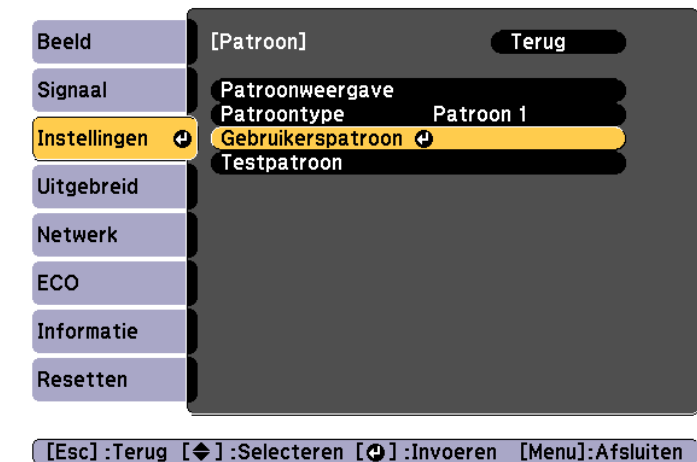 Beeld
Signaal
Instellingen
Uitgebreid
Netwerk
ECO
Informatie
Resetten
[Patroon] Terug
Patroonweergave
Patroontype Patroon 1
Gebruikerspatroon
Testpatroon
[Esc] :Terug [◆] :Selecteren [⏎] :Invoeren [Menu]:Afsluiten